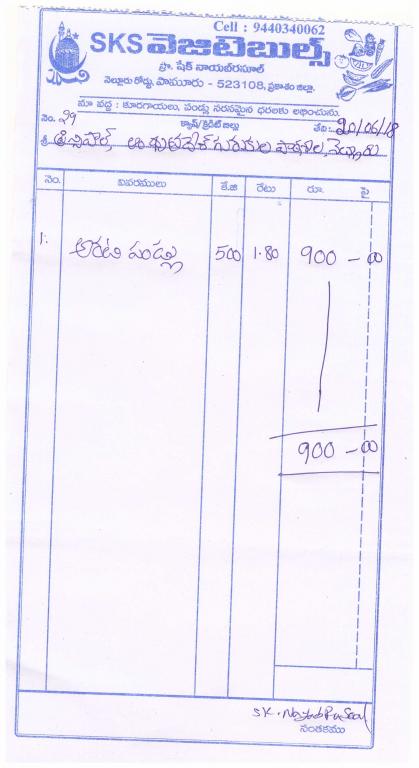 Cell : 9440340062
SKS వెజిటెబుల్స్
ప్రొ. షేక్ నాయబ్‌రసూల్
నెల్లూరు రోడ్డు, పామూరు - 523108, ప్రకాశం జిల్లా.
మా వద్ద : కూరగాయలు, పండ్లు సరసమైన ధరలకు లభించును.
నెం. 29 క్యాష్/క్రెడిట్ బిల్లు తేది: 20/06/18
శ్రీ ప్రిన్సిపాల్, ఆంధ్రప్రదేశ్ గురుకుల పాఠశాల,
నెం. వివరములు కే.జి రేటు రూ. పై
1. అరటి పండ్లు 500 1.80 900 - 00
900 - 00
SK. Nayab Rasool
సంతకము